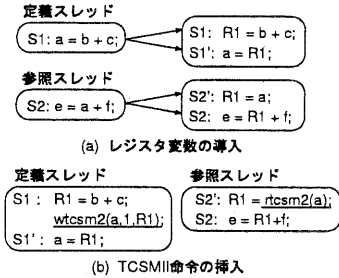 定義スレッド
S1: a = b + c;
S1: R1 = b + c;
S1': a = R1;
参照スレッド
S2: e = a + f;
S2': R1 = a;
S2: e = R1 + f;
(a) レジスタ変数の導入
定義スレッド
S1 : R1 = b + c;
wtcsm2(a,1,R1);
S1' : a = R1;
参照スレッド
S2': R1 = rtcsm2(a);
S2: e = R1+f;
(b) TCSMII命令の挿入